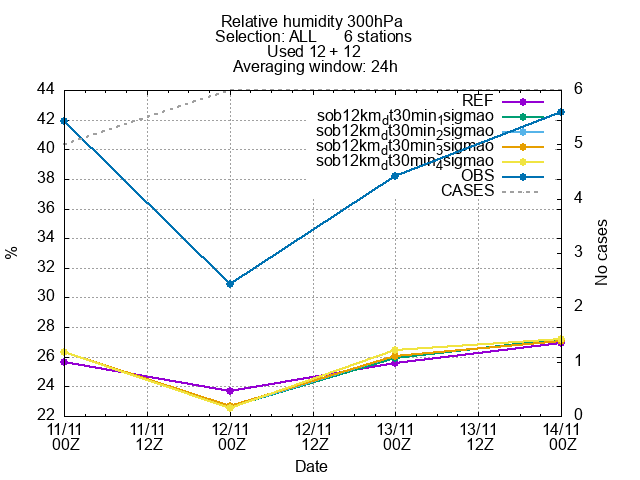 Relative humidity 300hPa
Selection: ALL 6 stations
Used 12 + 12
Averaging window: 24h
44
42
40
38
36
34
32
30
28
26
24
22
%
6
5
4
3
2
1
0
No cases
REF
sob12km_dt30min_1sigmao
sob12km_dt30min_2sigmao
sob12km_dt30min_3sigmao
sob12km_dt30min_4sigmao
OBS
CASES
11/11 11/11 12/11 12/11 13/11 13/11 14/11
00Z 12Z 00Z 12Z 00Z 12Z 00Z
Date